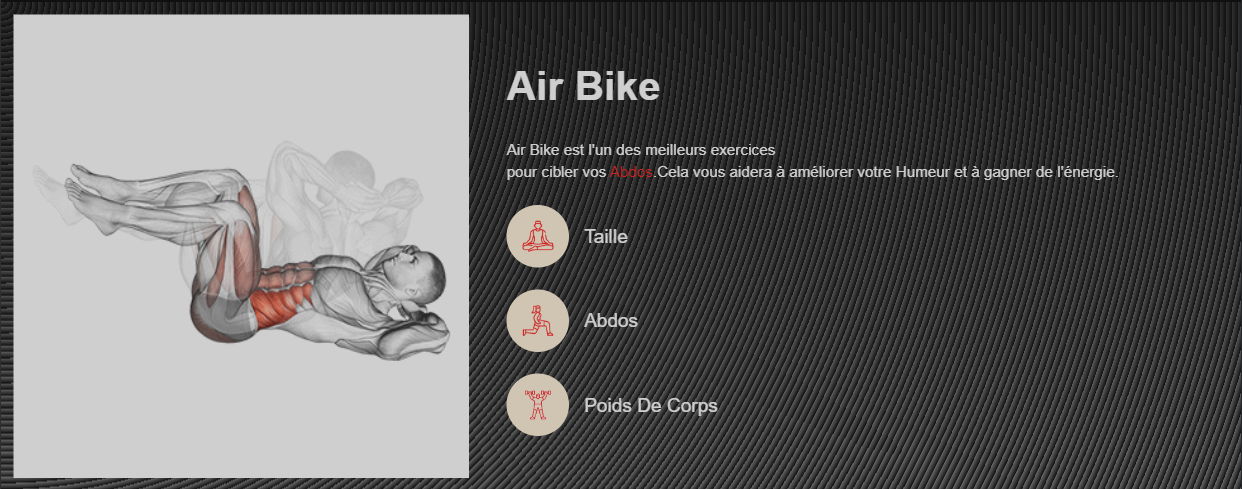 Air Bike
Air Bike est l'un des meilleurs exercices
pour cibler vos Abdos.Cela vous aidera à améliorer votre Humeur et à gagner de l'énergie.
Taille
Abdos
Poids De Corps